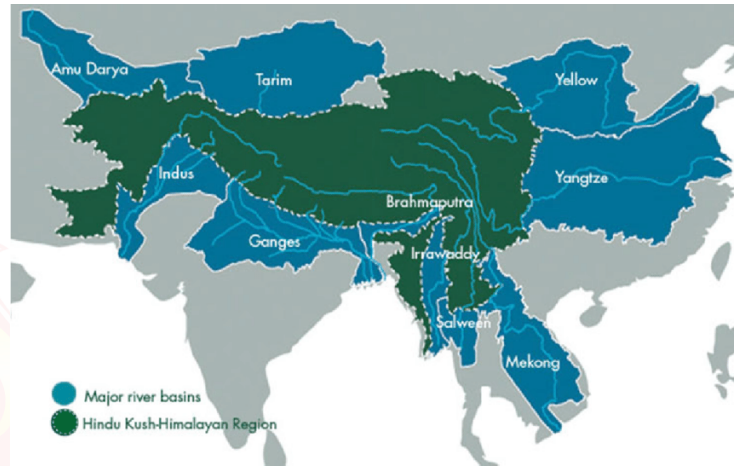 Amu Darya
Tarim
Yellow
Indus
Yangtze
Brahmaputra
Ganges
Irrawaddy
Salween
Mekong
Major river basins
Hindu Kush-Himalayan Region